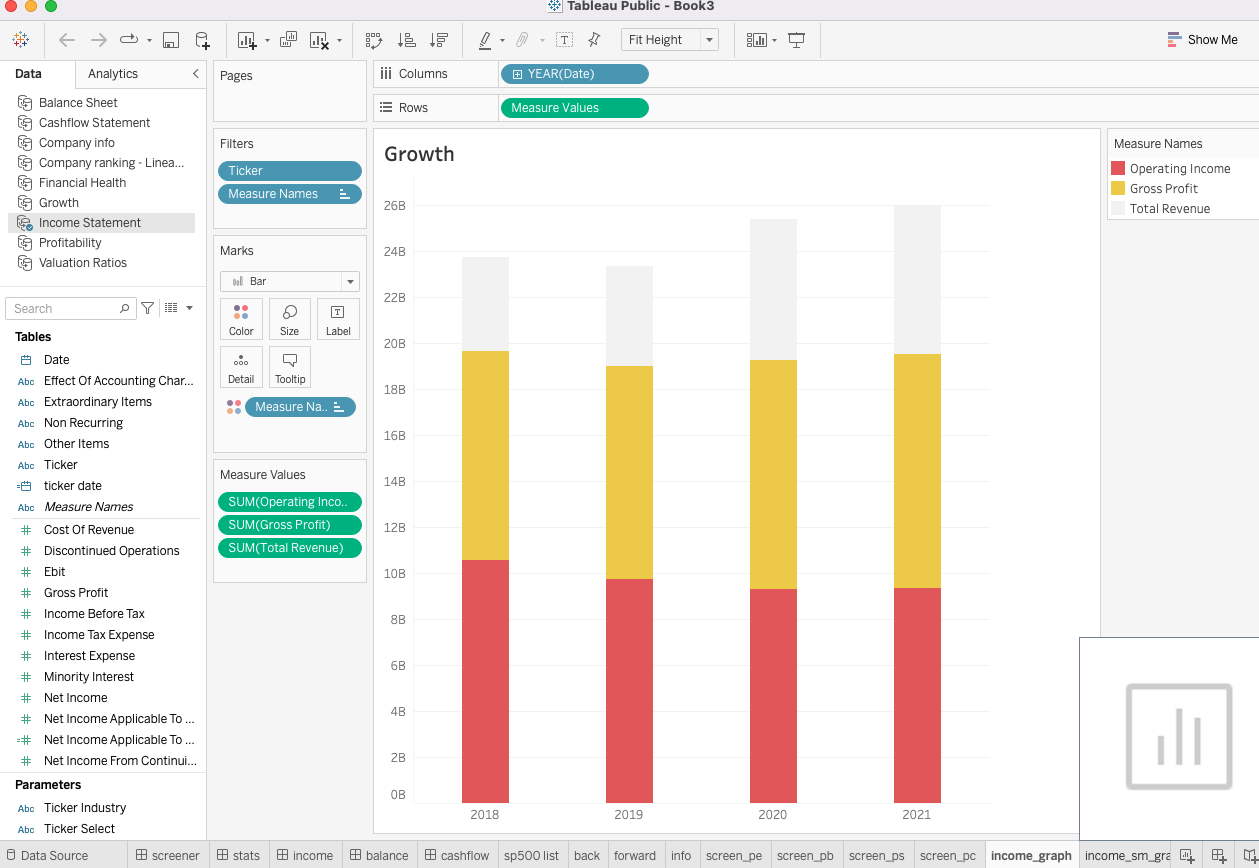 Tableau Public - Book3
Fit Height
Show Me
Data
Analytics
Balance Sheet
Cashflow Statement
Company info
Company ranking - Linea...
Financial Health
Growth
Income Statement
Profitability
Valuation Ratios
Search
Tables
Date
Abc Effect Of Accounting Char...
Abc Extraordinary Items
Abc Non Recurring
Abc Other Items
Abc Ticker
ticker date
Abc Measure Names
Cost Of Revenue
Discontinued Operations
Ebit
Gross Profit
Income Before Tax
Income Tax Expense
Interest Expense
Minority Interest
Net Income
Net Income Applicable To ...
Net Income Applicable To ...
Net Income From Continui...
Parameters
Abc Ticker Industry
Abc Ticker Select
Pages
Filters
Ticker
Measure Names
Marks
Bar
Color
Size
T
Label
Detail
Tooltip
Measure Na..
Measure Values
SUM(Operating Inco..
SUM(Gross Profit)
SUM(Total Revenue)
Columns
YEAR(Date)
Rows
Measure Values
Growth
26B
24B
22B
20B
18B
16B
14B
12B
10B
8B
6B
4B
2B
0B
2018 2019 2020 2021
Measure Names
Operating Income
Gross Profit
Total Revenue
Data Source screener stats income balance cashflow sp500 list back forward info screen_pe screen_pb screen_ps screen_pc income_graph income_sm_gra